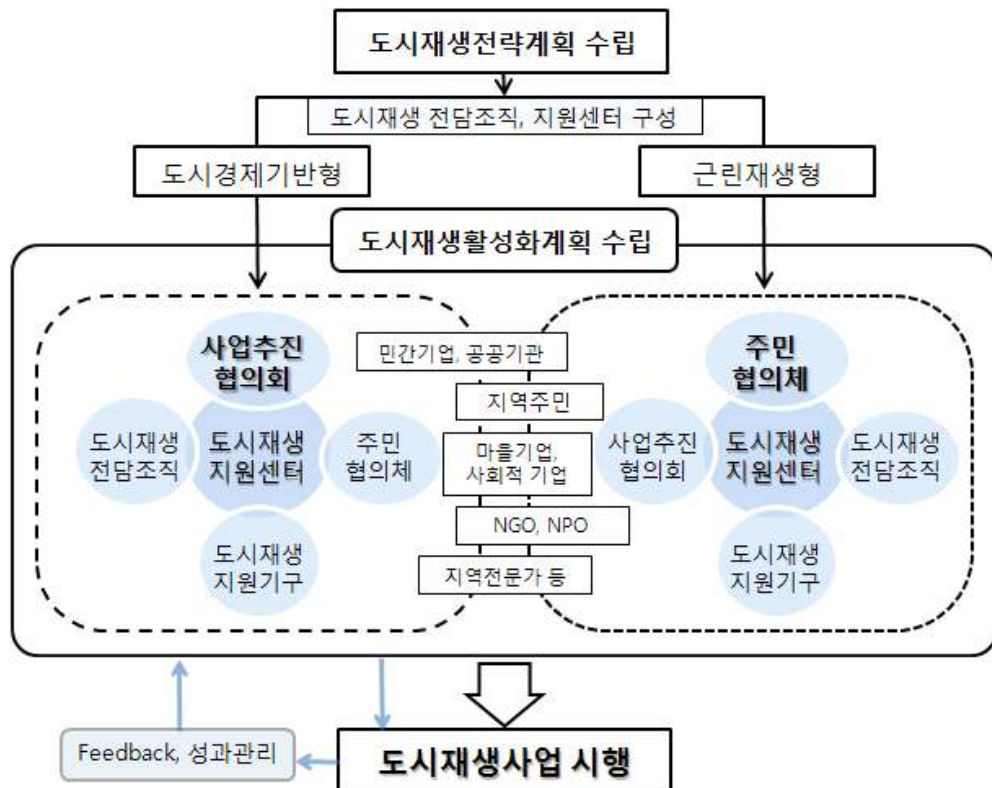 도시재생전략계획 수립
도시재생 전담조직, 지원센터 구성
도시경제기반형
근린재생형
도시재생활성화계획 수립
사업추진
협의회
도시재생
전담조직
도시재생
지원센터
주민
협의체
도시재생
지원기구
민간기업, 공공기관
지역주민
마을기업,
사회적 기업
NGO, NPO
지역전문가 등
주민
협의체
사업추진
협의회
도시재생
지원센터
도시재생
전담조직
도시재생
지원기구
Feedback, 성과관리
도시재생사업 시행